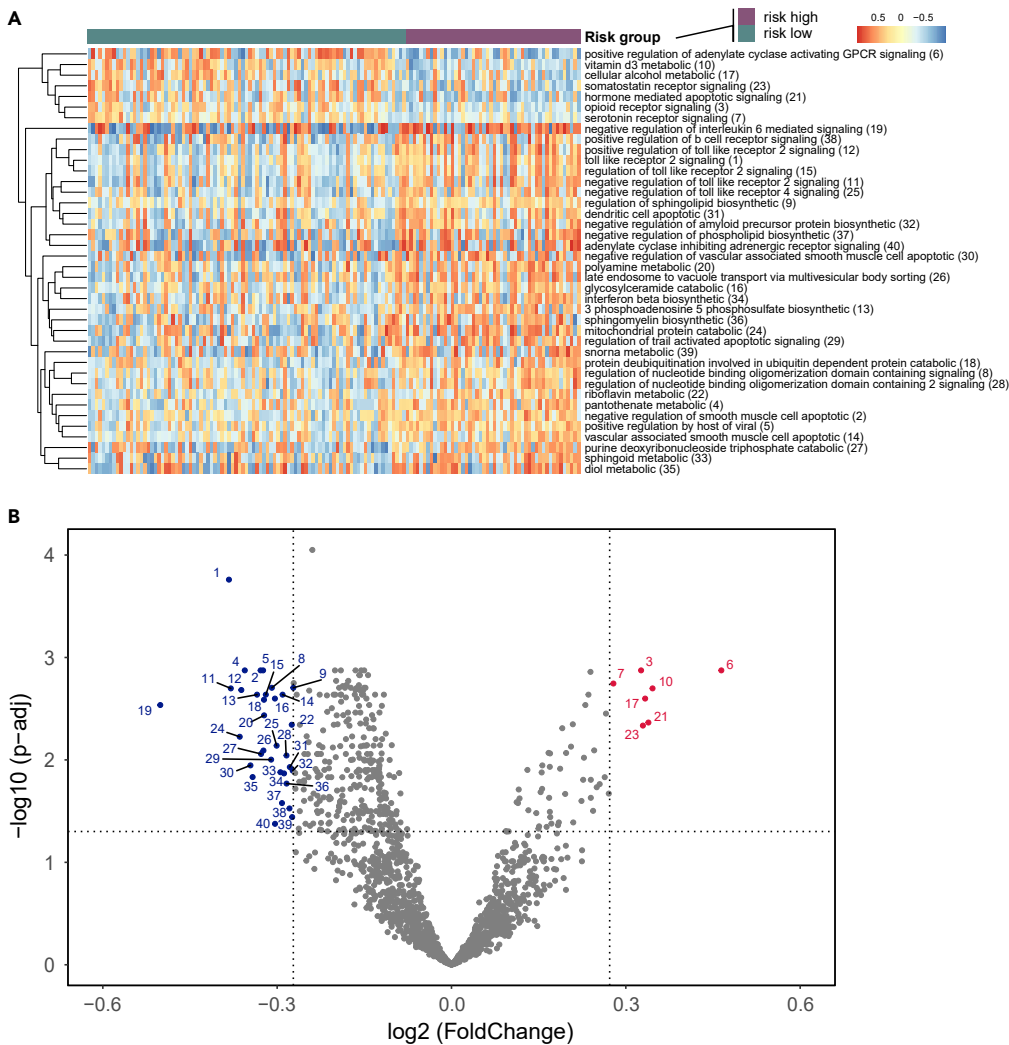 A
risk high
risk low
Risk group
0.5 0 −0.5
positive regulation of adenylate cyclase activating GPCR signaling (6)
vitamin d3 metabolic (10)
cellular alcohol metabolic (17)
somatostatin receptor signaling (23)
hormone mediated apoptotic signaling (21)
opioid receptor signaling (3)
serotonin receptor signaling (7)
negative regulation of interleukin 6 mediated signaling (19)
positive regulation of b cell receptor signaling (38)
positive regulation of toll like receptor 2 signaling (12)
toll like receptor 2 signaling (1)
regulation of toll like receptor 2 signaling (15)
negative regulation of toll like receptor 2 signaling (11)
negative regulation of toll like receptor 4 signaling (25)
regulation of sphingolipid biosynthetic (9)
dendritic cell apoptotic (31)
negative regulation of amyloid precursor protein biosynthetic (32)
negative regulation of phospholipid biosynthetic (37)
adenylate cyclase inhibiting adrenergic receptor signaling (40)
negative regulation of vascular associated smooth muscle cell apoptotic (30)
polyamine metabolic (20)
late endosome to vacuole transport via multivesicular body sorting (26)
glycosylceramide catabolic (16)
interferon beta biosynthetic (34)
3 phosphoadenosine 5 phosphosulfate biosynthetic (13)
sphingomyelin biosynthetic (36)
mitochondrial protein catabolic (24)
regulation of trail activated apoptotic signaling (29)
snorna metabolic (39)
protein deubiquitination involved in ubiquitin dependent protein catabolic (18)
regulation of nucleotide binding oligomerization domain containing signaling (8)
regulation of nucleotide binding oligomerization domain containing 2 signaling (28)
riboflavin metabolic (22)
pantothenate metabolic (4)
negative regulation of smooth muscle cell apoptotic (2)
positive regulation by host of viral (5)
vascular associated smooth muscle cell apoptotic (14)
purine deoxyribonucleoside triphosphate catabolic (27)
sphingoid metabolic (33)
diol metabolic (35)
B
4
1
3
4 5 15 8 3 6
11 12 2 9 7 10
13 16 14 17
19 18
20 25 22 21
24 28 23
26 31
27
2
29 33 32
30 34
35 36
37
38
40 39
1
0
−0.6 −0.3 0.0 0.3 0.6
−log10 (p−adj)
log2 (FoldChange)